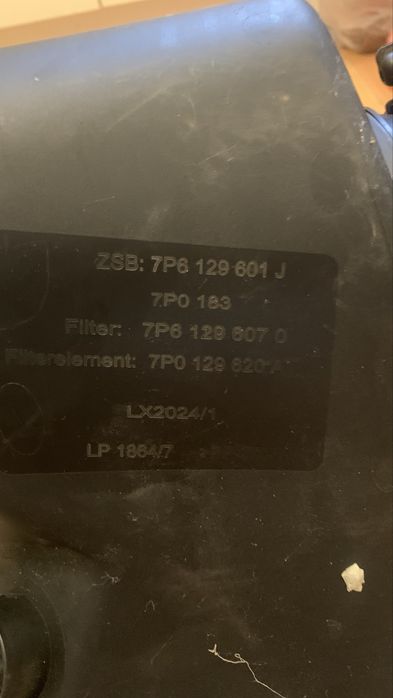 ZSB: 7P6 129 601 J
7P0 183
Filter: 7P6 129 607
Filterelement: 7P0 129 620 A
LX2024/1
LP 1864/7